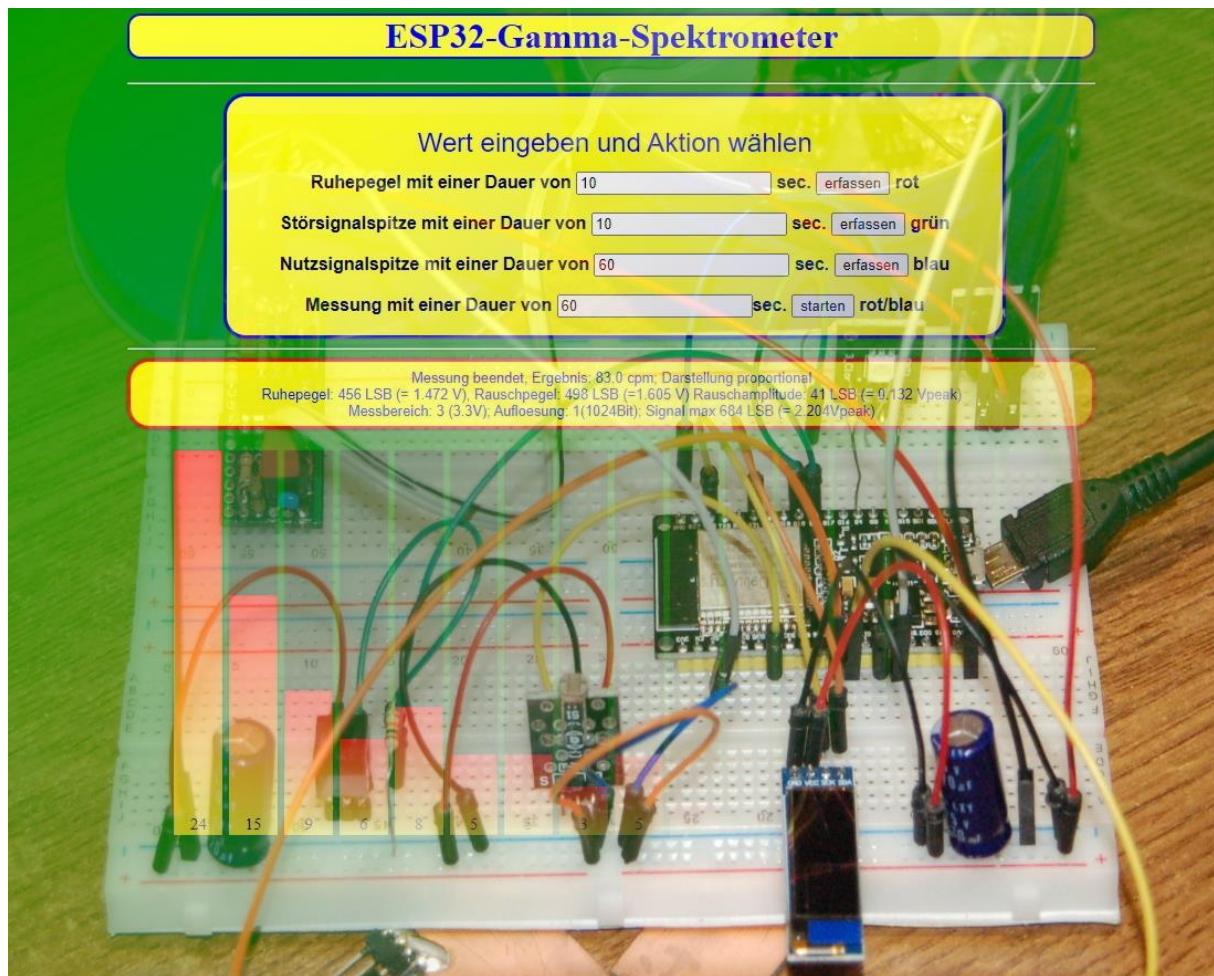 ESP32-Gamma-Spektrometer
Wert eingeben und Aktion wählen
Ruhepegel mit einer Dauer von 10 sec. erfassen rot
Störsignalspitze mit einer Dauer von 10 sec. erfassen grün
Nutzsignalspitze mit einer Dauer von 60 sec. erfassen blau
Messung mit einer Dauer von 60 sec. starten rot/blau
Messung beendet, Ergebnis: 83.0 cpm; Darstellung proportional
Ruhepegel: 456 LSB (= 1.472 V), Rauschpegel: 498 LSB (=1.605 V) Rauschamplitude: 41 LSB (= 0.132 Vpeak)
Messbereich: 3 (3.3V); Aufloesung: 1(1024Bit); Signal max 684 LSB (= 2.204Vpeak)
24 15 9 6 8 5 3 5